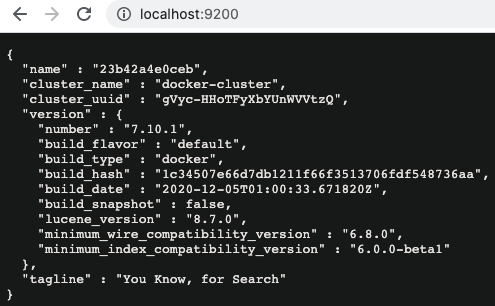 localhost:9200
{
"name" : "23b42a4e0ceb",
"cluster_name" : "docker-cluster",
"cluster_uuid" : "gVyc-HHoTFyXbYUnWVVtzQ",
"version" : {
"number" : "7.10.1",
"build_flavor" : "default",
"build_type" : "docker",
"build_hash" : "1c34507e66d7db1211f66f3513706fdf548736aa",
"build_date" : "2020-12-05T01:00:33.671820Z",
"build_snapshot" : false,
"lucene_version" : "8.7.0",
"minimum_wire_compatibility_version" : "6.8.0",
"minimum_index_compatibility_version" : "6.0.0-beta1"
},
"tagline" : "You Know, for Search"
}